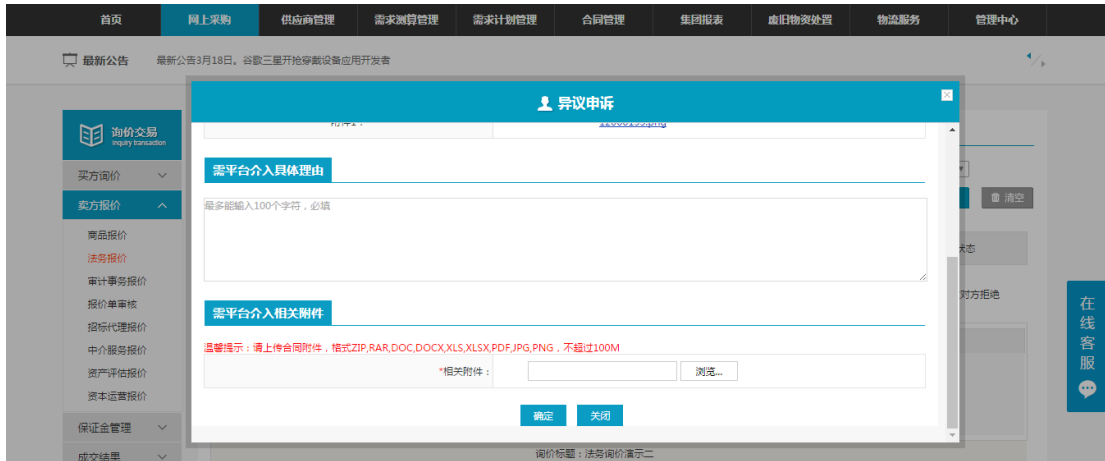 首页 网上采购 供应商管理 需求测算管理 需求计划管理 合同管理 集团报表 废旧物资处置 物流服务 管理中心
最新公告 最新公告3月18日。谷歌三星开抢穿戴设备应用开发者
异议申诉
询价交易
inquiry transaction
买方询价
卖方报价
商品报价
法务报价
审计事务报价
报价单审核
招标代理报价
中介服务报价
资产评估报价
资本运营报价
保证金管理
成交结果
附件1：
12000199.png
需平台介入具体理由
最多能输入100个字符，必填
需平台介入相关附件
温馨提示：请上传合同附件，格式ZIP,RAR,DOC,DOCX,XLS,XLSX,PDF,JPG,PNG，不超过100M
*相关附件： 浏览...
确定 关闭
清空
状态
对方拒绝
在线客服
询价标题：法务询价演示二